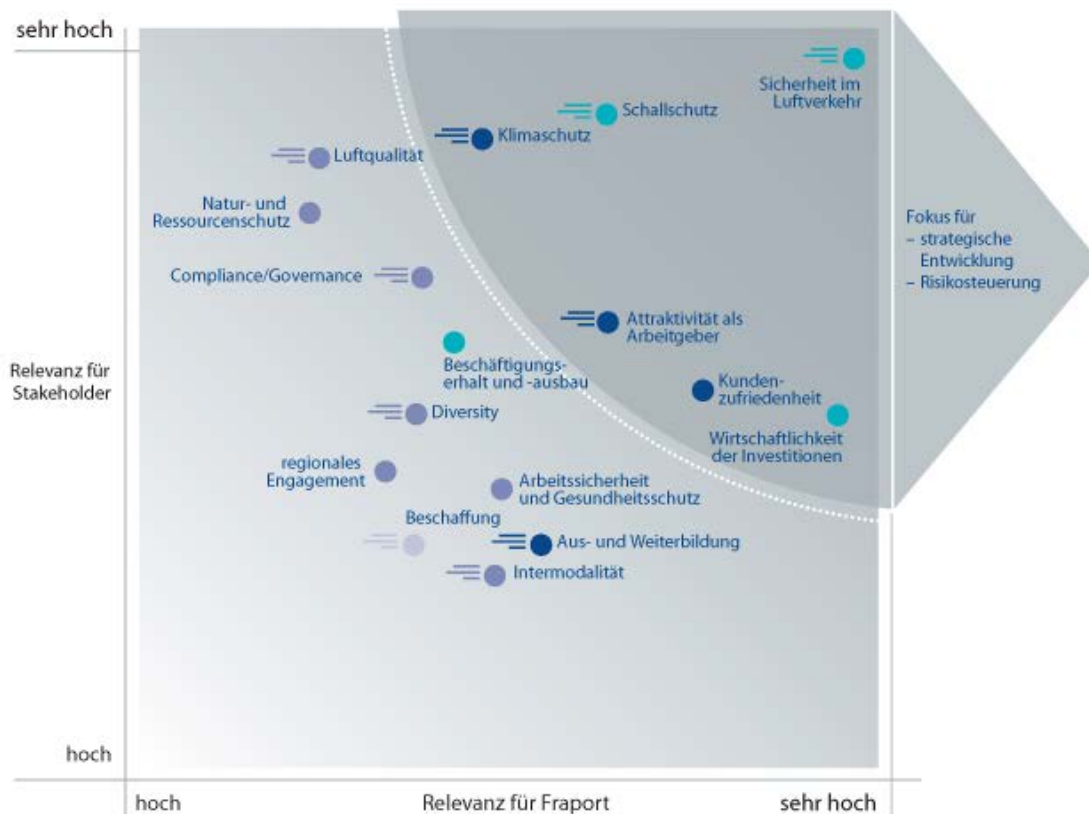 sehr hoch
Sicherheit im
Luftverkehr
Schallschutz
Klimaschutz
Luftqualität
Natur- und
Ressourcenschutz
Fokus für
– strategische
Entwicklung
– Risikosteuerung
Compliance/Governance
Attraktivität als
Arbeitgeber
Relevanz für
Stakeholder
Beschäftigungs-
erhalt und -ausbau
Kunden-
zufriedenheit
Diversity
Wirtschaftlichkeit
der Investitionen
regionales
Engagement
Arbeitssicherheit
und Gesundheitsschutz
Beschaffung
Aus- und Weiterbildung
Intermodalität
hoch
hoch
Relevanz für Fraport
sehr hoch